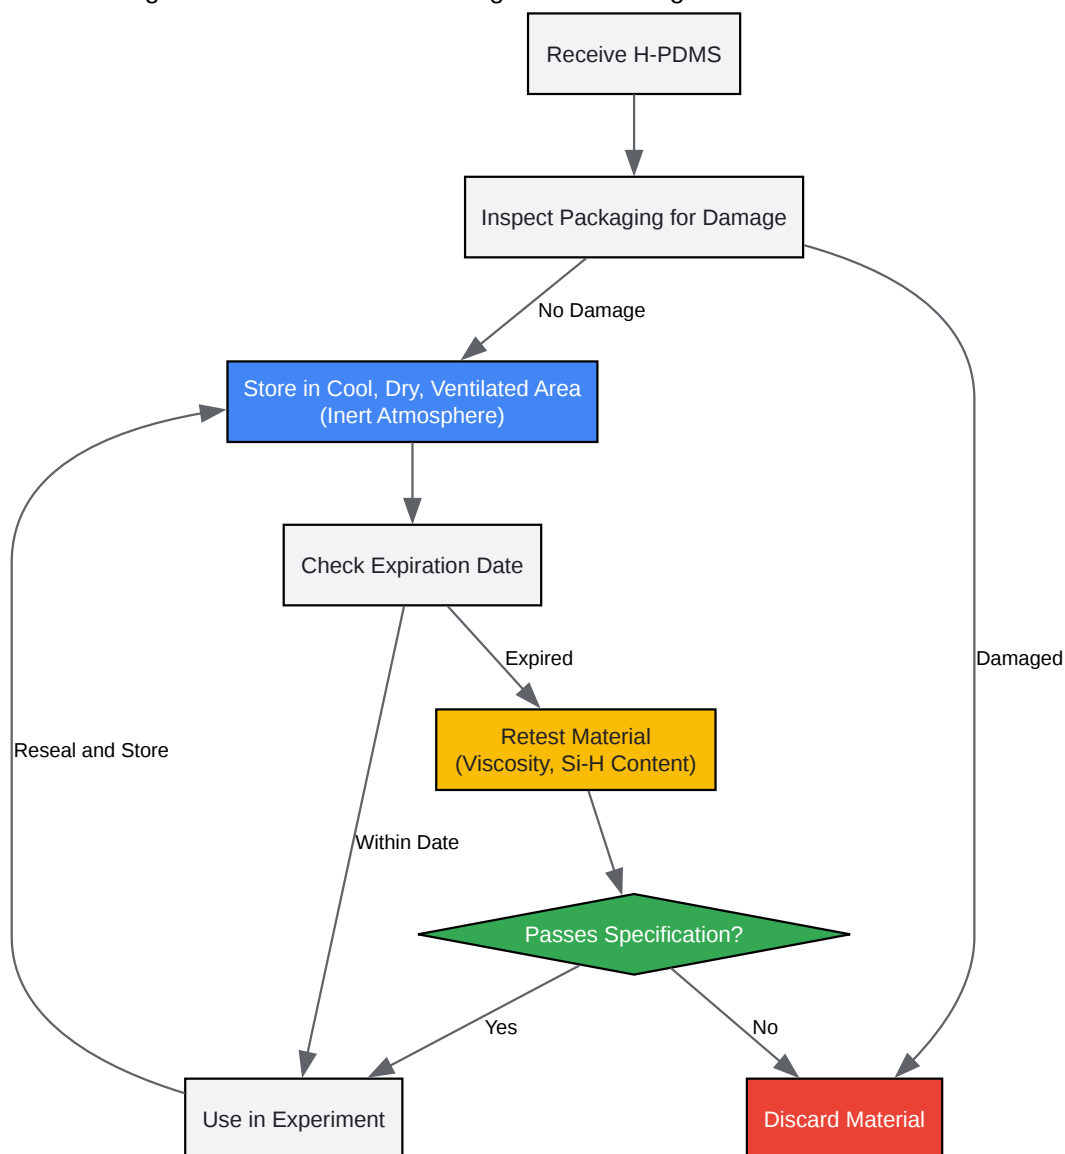 Receive H-PDMS
Inspect Packaging for Damage
No Damage
Store in Cool, Dry, Ventilated Area
(Inert Atmosphere)
Check Expiration Date
Expired
Damaged
Retest Material
(Viscosity, Si-H Content)
Reseal and Store
Within Date
Passes Specification?
Yes
No
Use in Experiment
Discard Material